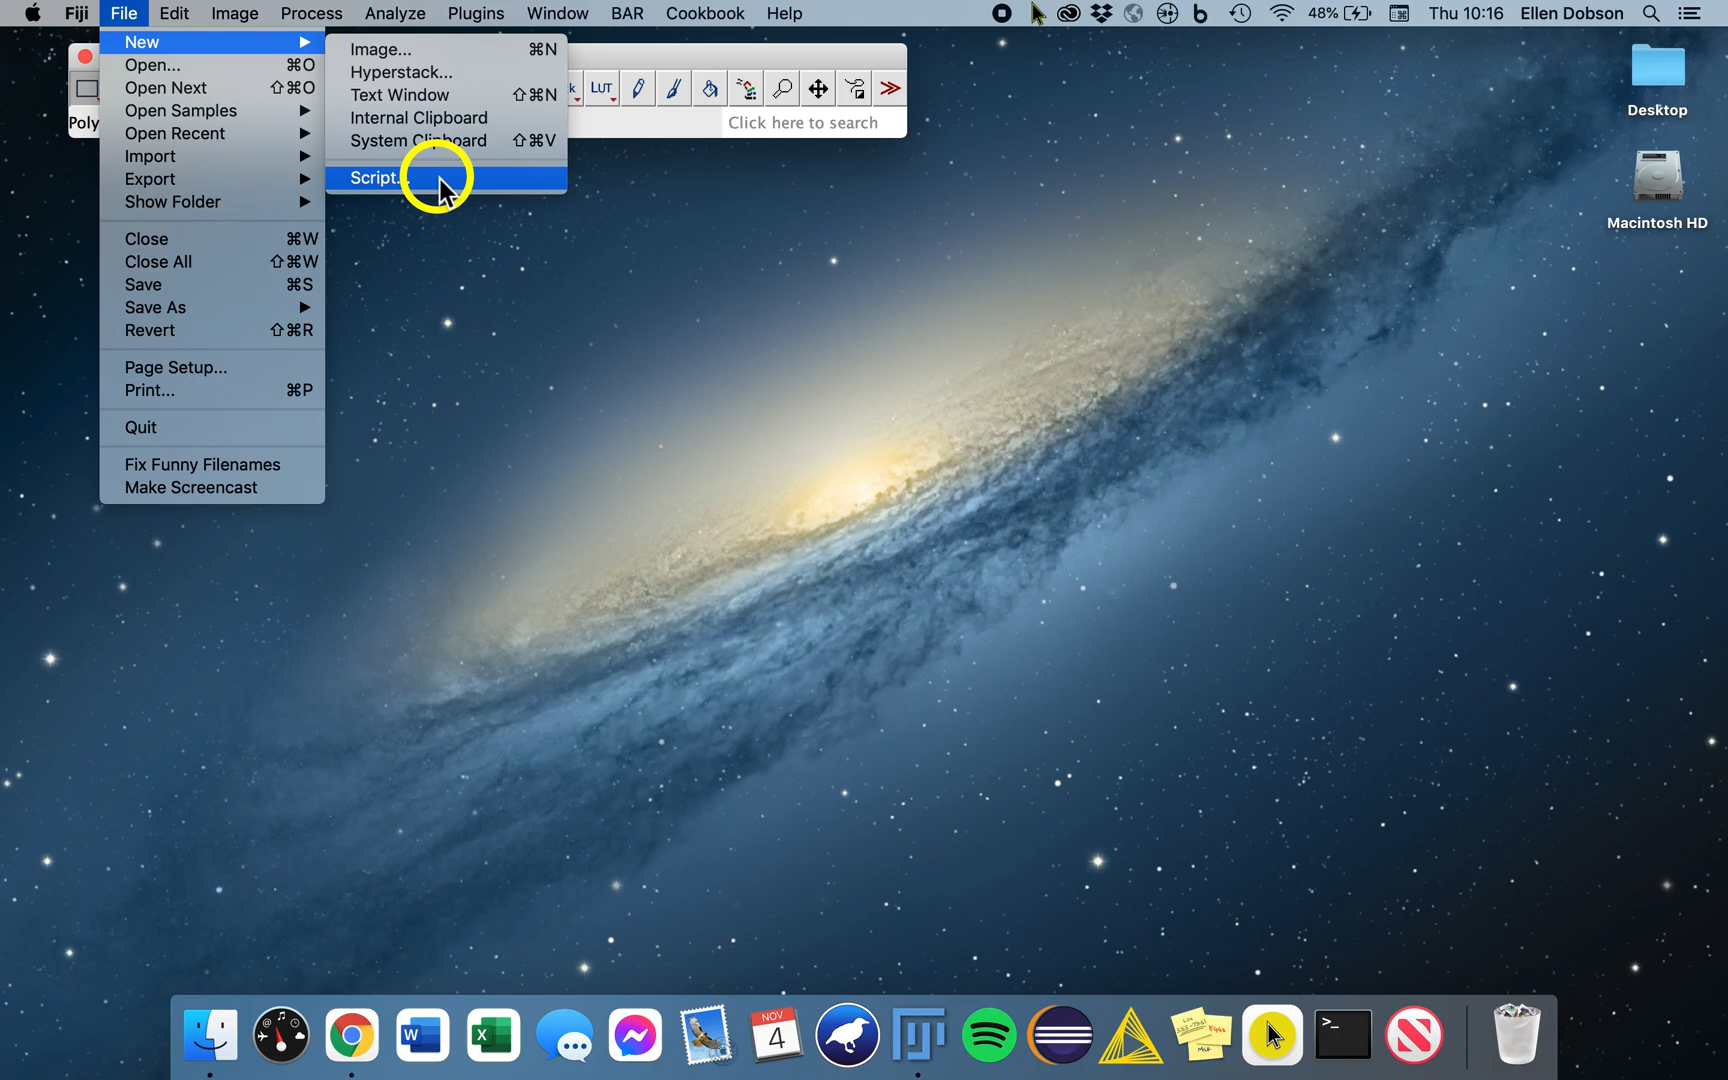 Fiji File Edit Image Process Analyze Plugins Window BAR Cookbook Help 48% Thu 10:16 Ellen Dobson
New
Open... ⌘O
Open Next ⇧⌘O
Open Samples
Open Recent
Import
Export
Show Folder
Close ⌘W
Close All ⇧⌘W
Save ⌘S
Save As
Revert ⇧⌘R
Page Setup...
Print... ⌘P
Quit
Fix Funny Filenames
Make Screencast
Image... ⌘N
Hyperstack...
Text Window ⇧⌘N
Internal Clipboard
System Clipboard ⇧⌘V
Script...
LUT
Poly
Click here to search
Desktop
Macintosh HD
W
X
NOV
4